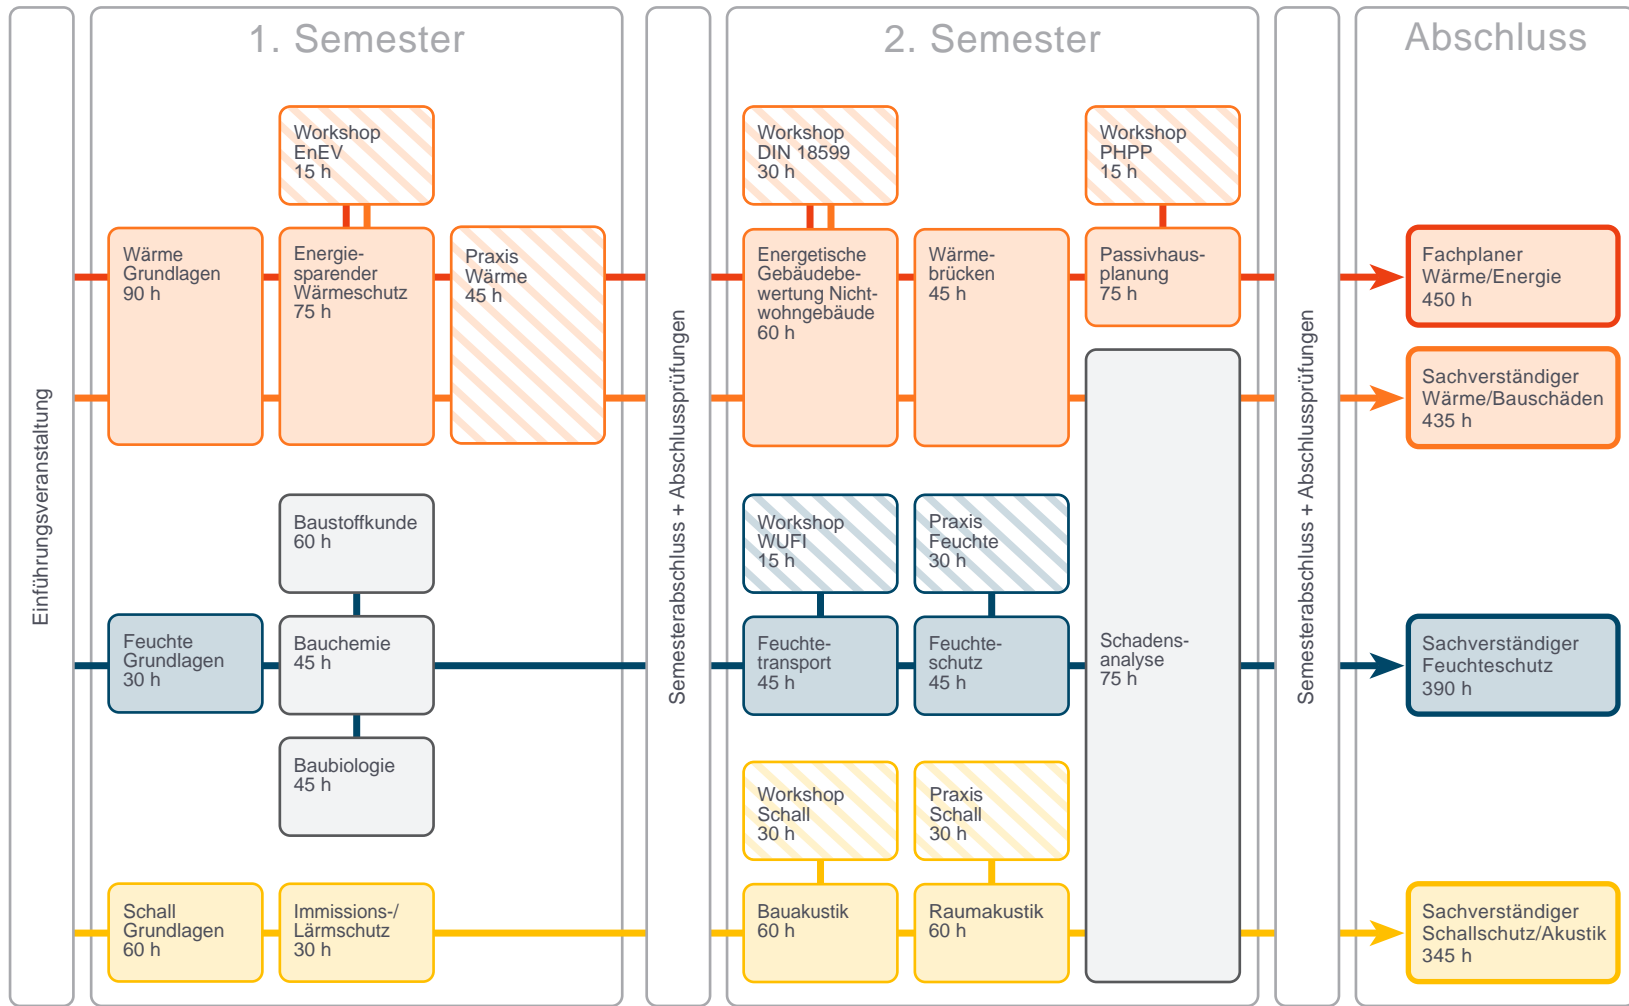 1. Semester
2. Semester
Abschluss
Einführungsveranstaltung
Workshop
EnEV
15 h
Wärme
Grundlagen
90 h
Energie-
sparender
Wärmeschutz
75 h
Praxis
Wärme
45 h
Baustoffkunde
60 h
Feuchte
Grundlagen
30 h
Bauchemie
45 h
Baubiologie
45 h
Schall
Grundlagen
60 h
Immissions-/
Lärmschutz
30 h
Semesterabschluss + Abschlussprüfungen
Workshop
DIN 18599
30 h
Workshop
PHPP
15 h
Energetische
Gebäudebe-
wertung Nicht-
wohngebäude
60 h
Wärme-
brücken
45 h
Passivhaus-
planung
75 h
Workshop
WUFI
15 h
Praxis
Feuchte
30 h
Feuchte-
transport
45 h
Feuchte-
schutz
45 h
Schadens-
analyse
75 h
Workshop
Schall
30 h
Praxis
Schall
30 h
Bauakustik
60 h
Raumakustik
60 h
Semesterabschluss + Abschlussprüfungen
Fachplaner
Wärme/Energie
450 h
Sachverständiger
Wärme/Bauschäden
435 h
Sachverständiger
Feuchteschutz
390 h
Sachverständiger
Schallschutz/Akustik
345 h